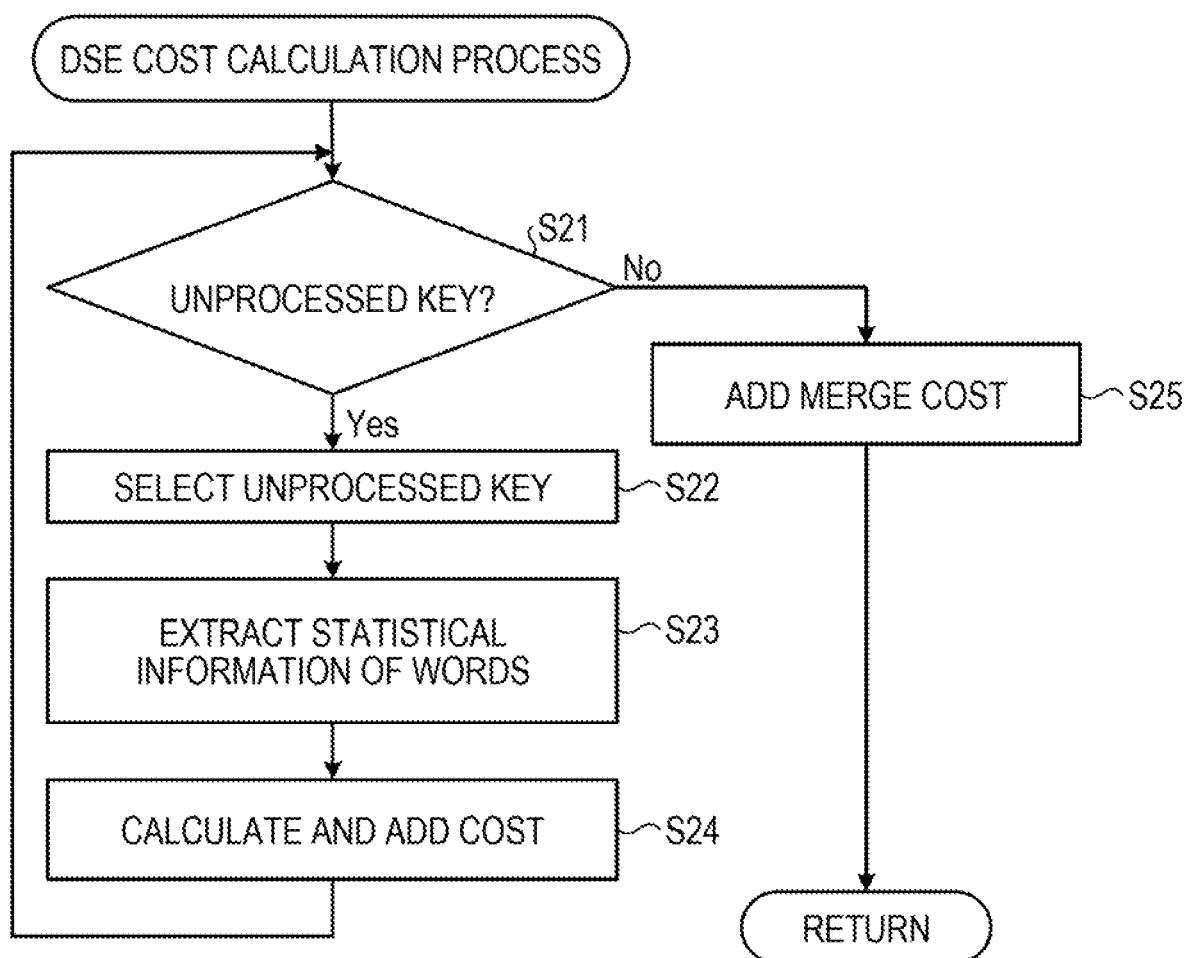 DSE COST CALCULATION PROCESS
S21
UNPROCESSED KEY?
No
Yes
ADD MERGE COST
S25
SELECT UNPROCESSED KEY
S22
EXTRACT STATISTICAL
INFORMATION OF WORDS
S23
CALCULATE AND ADD COST
S24
RETURN